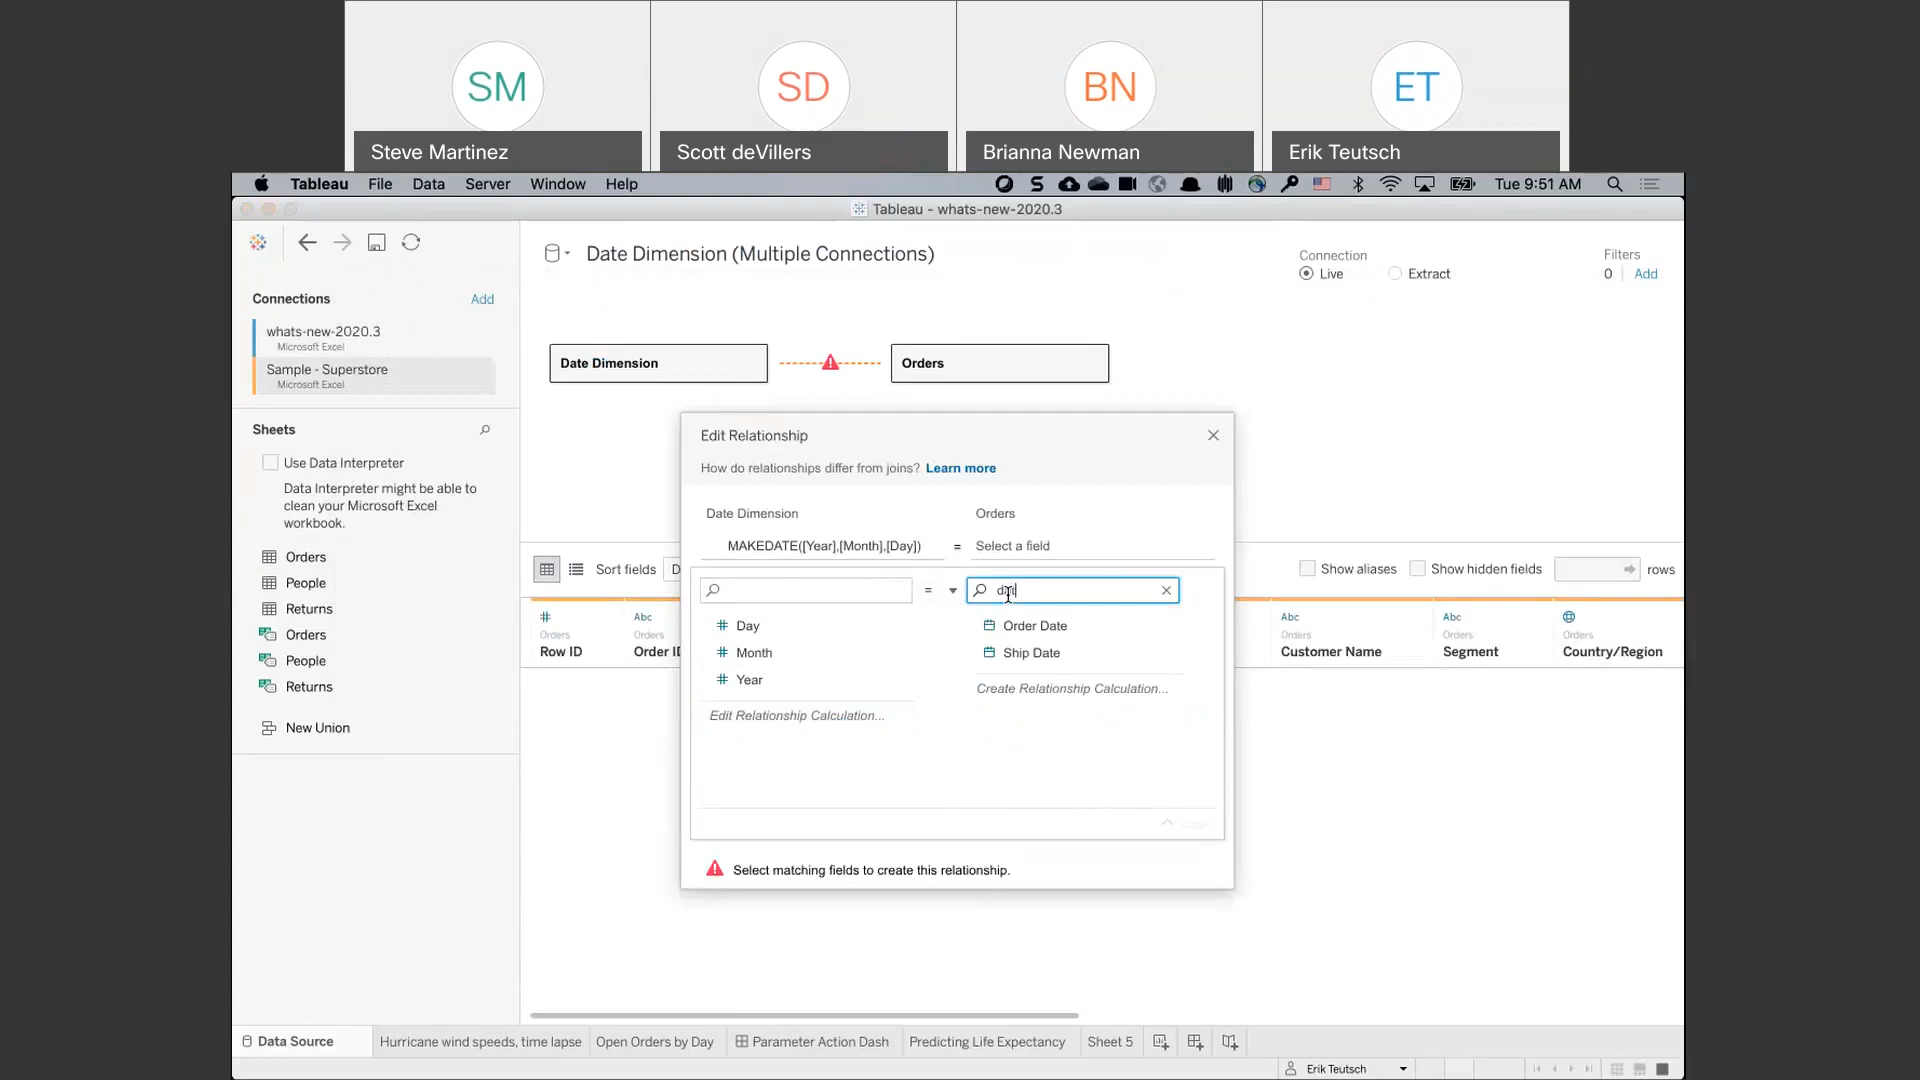 SM
SD
BN
ET
Steve Martinez
Scott deVillers
Brianna Newman
Erik Teutsch
Tableau File Data Server Window Help
Tue 9:51 AM
Tableau - whats-new-2020.3
Date Dimension (Multiple Connections)
Connection
Live
Extract
Filters
0
Add
Connections
Add
whats-new-2020.3
Microsoft Excel
Sample - Superstore
Microsoft Excel
Date Dimension
Orders
Sheets
Use Data Interpreter
Data Interpreter might be able to
clean your Microsoft Excel
workbook.
Orders
People
Returns
Orders
People
Returns
New Union
Edit Relationship
How do relationships differ from joins? Learn more
Date Dimension
Orders
MAKEDATE([Year],[Month],[Day])
=
Select a field
=
Day
Month
Year
Edit Relationship Calculation...
Order Date
Ship Date
Create Relationship Calculation...
Select matching fields to create this relationship.
Sort fields
D
Show aliases
Show hidden fields
rows
#
Orders
Row ID
Abc
Orders
Order ID
Abc
Orders
Customer Name
Abc
Orders
Segment
Orders
Country/Region
Data Source
Hurricane wind speeds, time lapse
Open Orders by Day
Parameter Action Dash
Predicting Life Expectancy
Sheet 5
Erik Teutsch